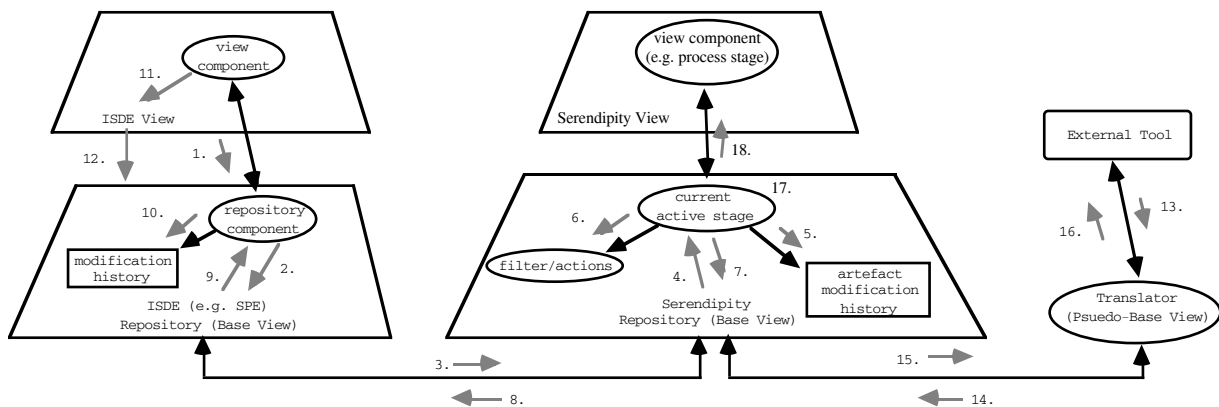 view
component
11.
ISDE View
12.
1.
10.
repository
component
modification
history
9.
2.
ISDE (e.g. SPE)
Repository (Base View)
view component
(e.g. process stage)
Serendipity View
18.
17.
current
active stage
6.
5.
filter/actions
4.
7.
artefact
modification
history
Serendipity
Repository (Base View)
External Tool
13.
16.
Translator
(Psuedo-Base View)
3.
15.
8.
14.